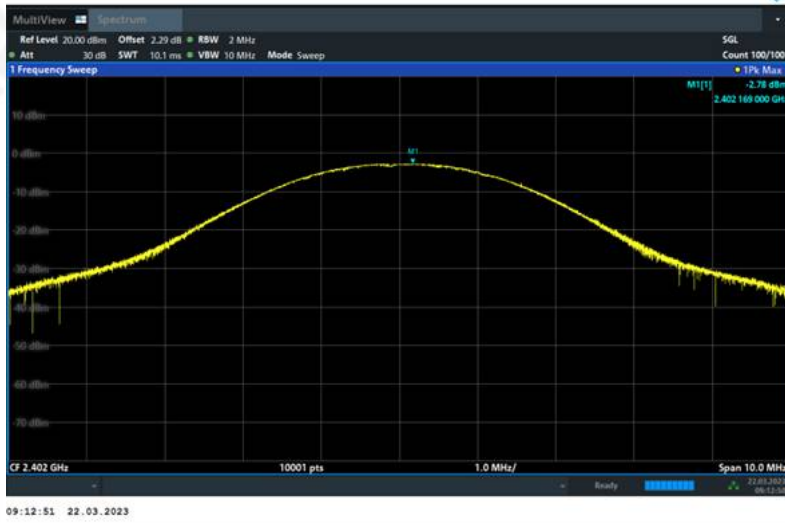 MultiView Spectrum
Ref Level 20.00 dBm Offset 2.29 dB RBW 2 MHz SGL
Att 30 dB SWT 10.1 ms VBW 10 MHz Mode Sweep Count 100/100
1 Frequency Sweep 1Pk Max
M1[1] -2.78 dBm
2.402 169 000 GHz
10 dBm
M1
0 dBm
-10 dBm
-20 dBm
-30 dBm
-40 dBm
-50 dBm
-60 dBm
-70 dBm
CF 2.402 GHz 10001 pts 1.0 MHz/ Span 10.0 MHz
Ready 22.03.2023
09:12:51 22.03.2023